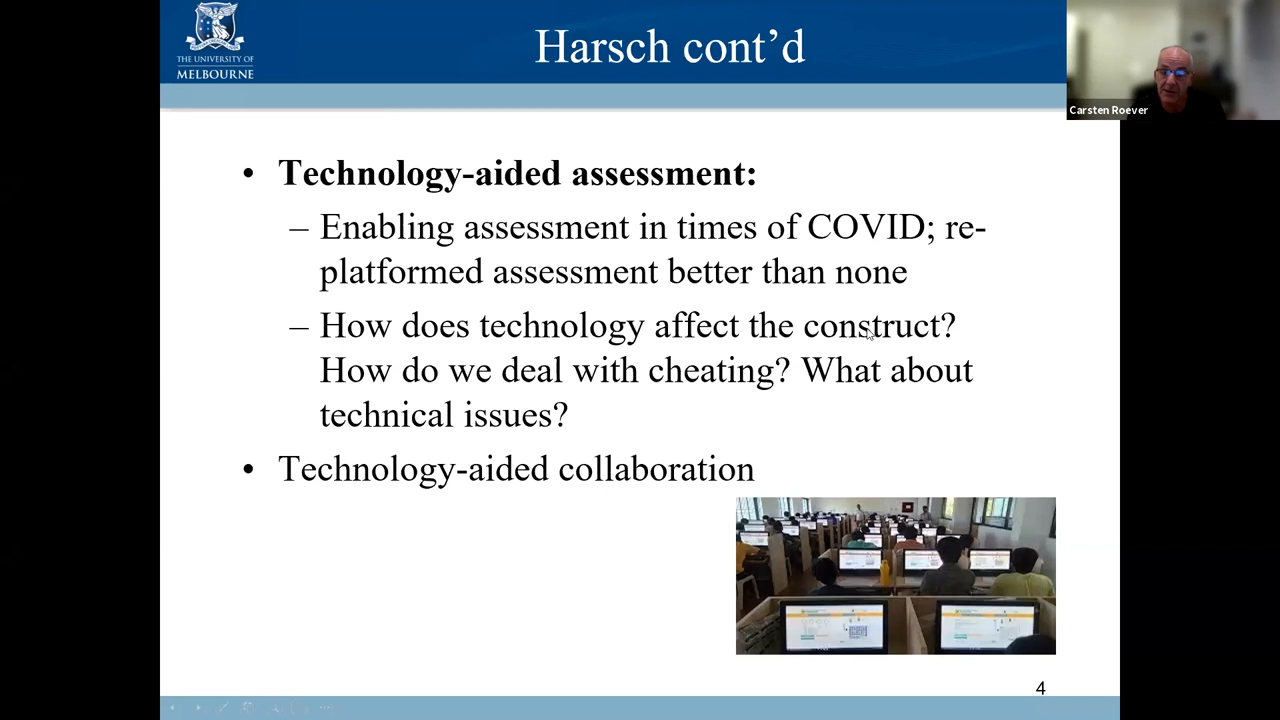 THE UNIVERSITY OF
MELBOURNE
Harsch cont’d
Carsten Roever
• Technology-aided assessment:
– Enabling assessment in times of COVID; re-
platformed assessment better than none
– How does technology affect the construct?
How do we deal with cheating? What about
technical issues?
• Technology-aided collaboration
4